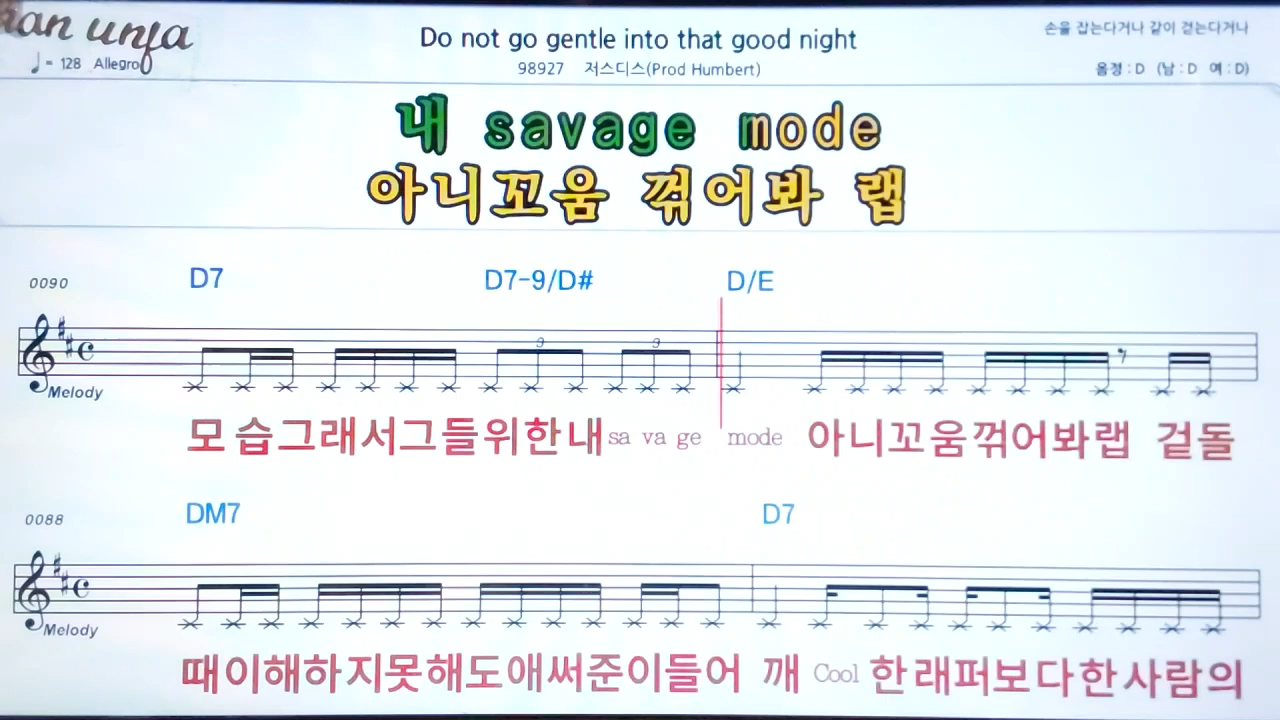 Do not go gentle into that good night
손을 잡는다거나 같이 걷는다거나
♩= 128 Allegro
98927 저스디스(Prod Humbert)
음정 : D (남 : D 여 : D)
내 savage mode
아니꼬움 꺾어봐 랩
0090 D7 D7-9/D# D/E
3 3
Melody
모습그래서그들위한내sa va ge mode 아니꼬움꺾어봐랩 겉돌
0088 DM7 D7
Melody
때이해하지못해도애써준이들어 깨 Cool 한래퍼보다한사람의